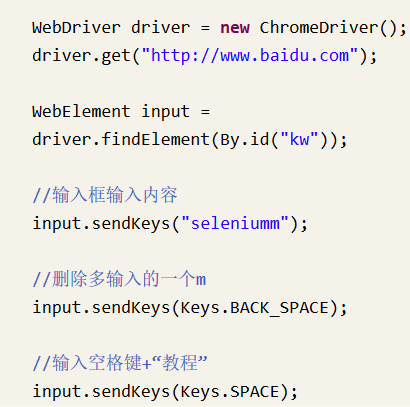 WebDriver driver = new ChromeDriver();
driver.get("http://www.baidu.com");
WebElement input =
driver.findElement(By.id("kw"));
//输入框输入内容
input.sendKeys("seleniumm");
//删除多输入的一个m
input.sendKeys(Keys.BACK_SPACE);
//输入空格键+“教程”
input.sendKeys(Keys.SPACE);